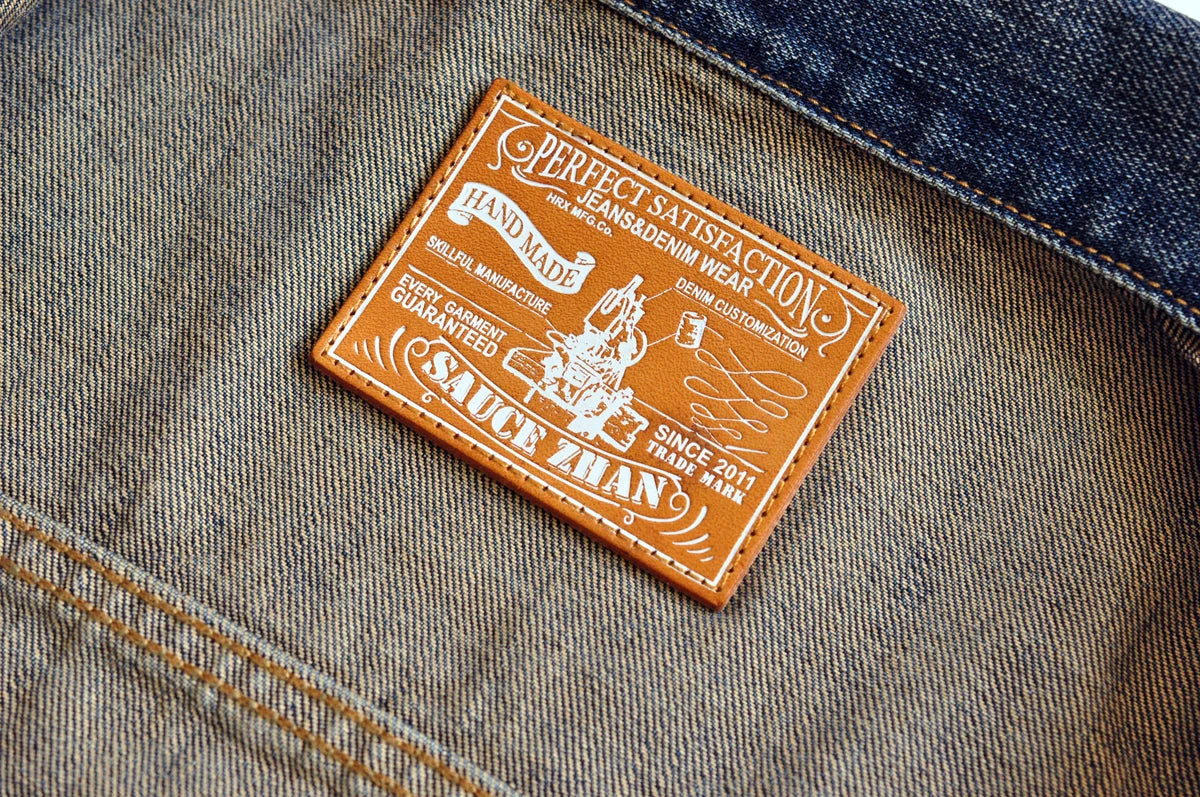 PERFECT SATISFACTION
JEANS&DENIM WEAR
HRX MFG.Co.
HAND MADE
SKILLFUL MANUFACTURE
DENIM CUSTOMIZATION
EVERY GARMENT
GUARANTEED
SINCE 2011
TRADE MARK
SAUCE ZHAN